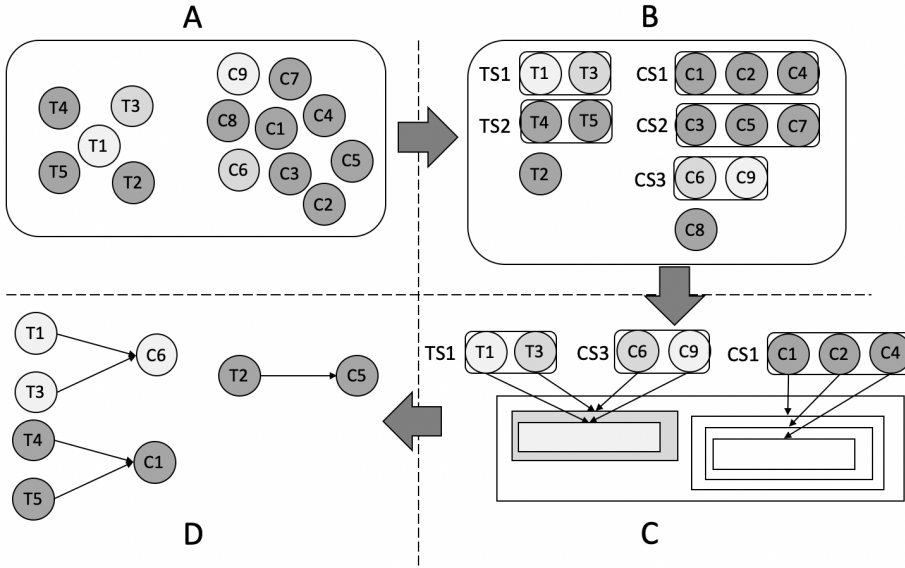 A
T4
T3
T1
T5
T2
C9
C7
C8
C1
C4
C6
C3
C5
C2
B
TS1 T1 T3 CS1 C1 C2 C4
TS2 T4 T5 CS2 C3 C5 C7
T2 CS3 C6 C9
C8
T1
C6
T3
T2 C5
T4
C1
T5
D
TS1 T1 T3 CS3 C6 C9 CS1 C1 C2 C4
C